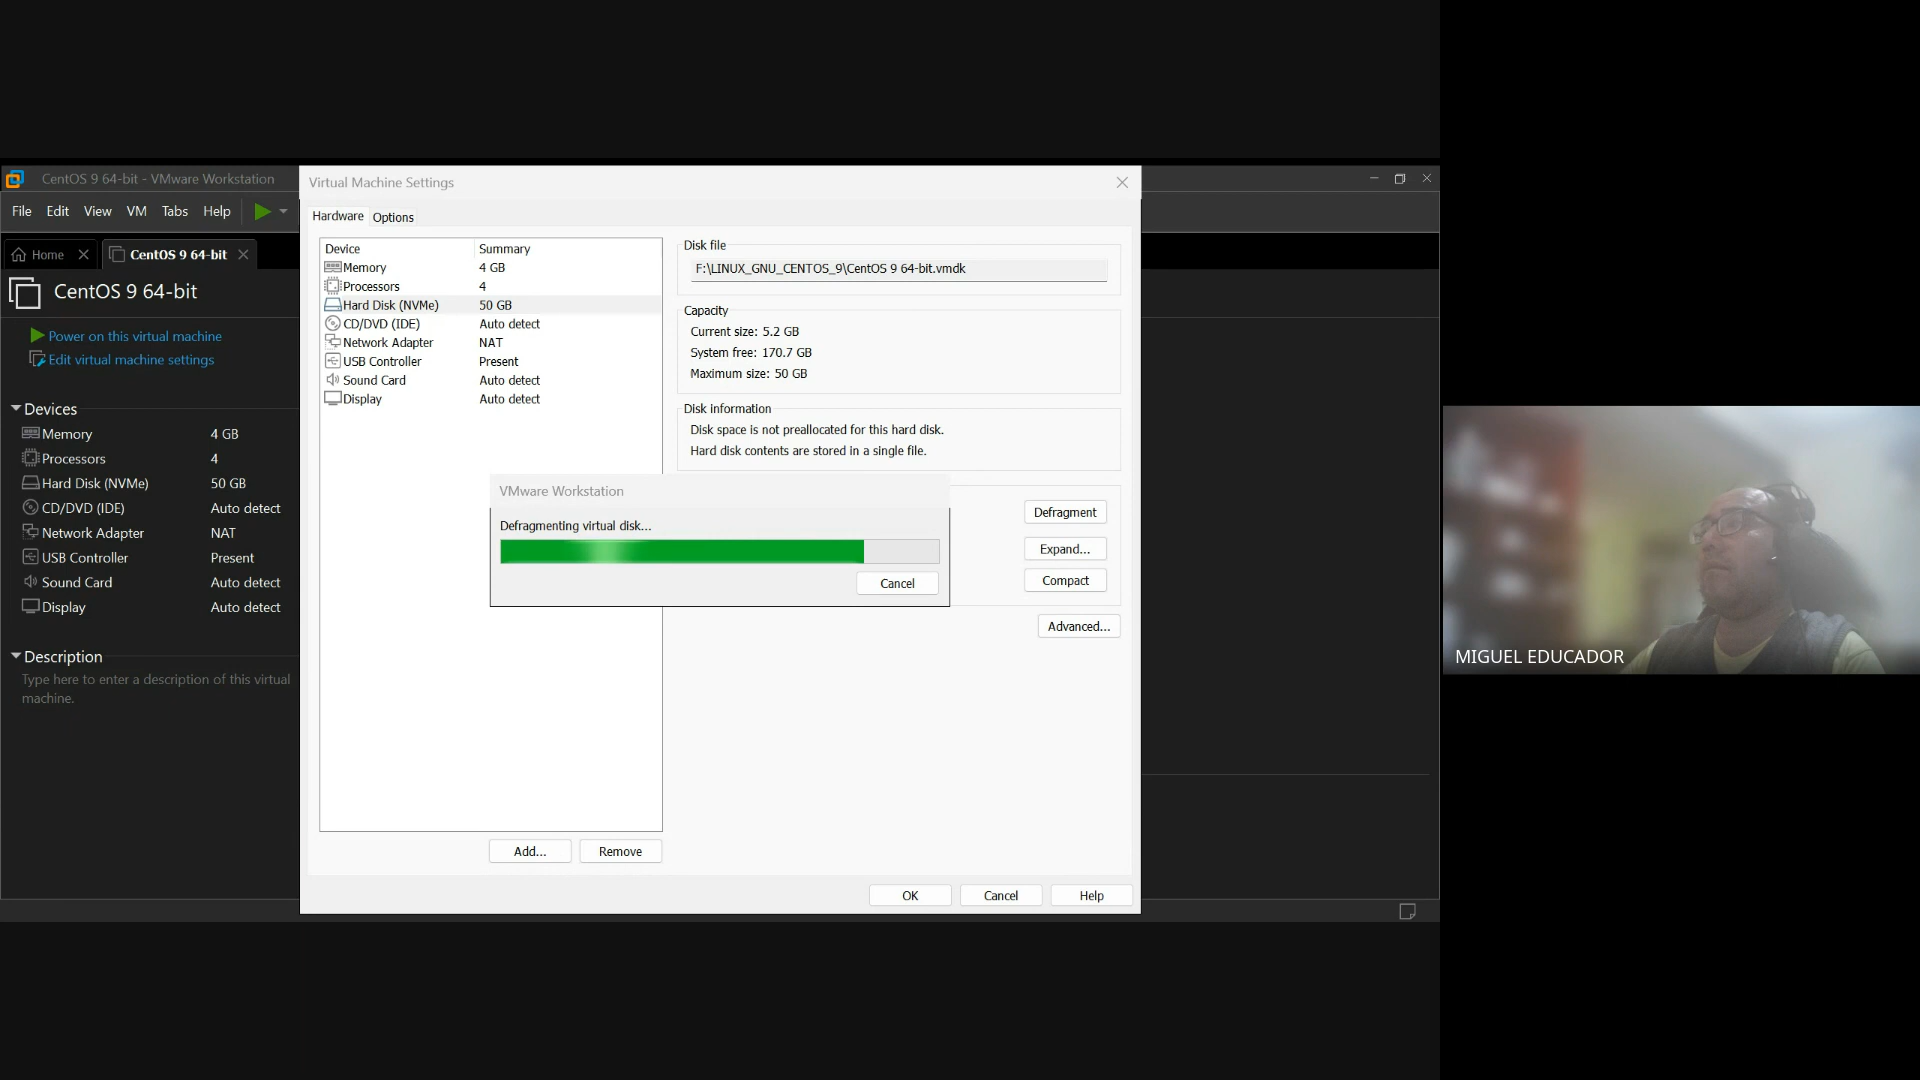 CentOS 9 64-bit - VMware Workstation
File Edit View VM Tabs Help
Home
CentOS 9 64-bit
CentOS 9 64-bit
Power on this virtual machine
Edit virtual machine settings
Devices
Memory 4 GB
Processors 4
Hard Disk (NVMe) 50 GB
CD/DVD (IDE) Auto detect
Network Adapter NAT
USB Controller Present
Sound Card Auto detect
Display Auto detect
Description
Type here to enter a description of this virtual
machine.
Virtual Machine Settings
Hardware Options
Device Summary
Memory 4 GB
Processors 4
Hard Disk (NVMe) 50 GB
CD/DVD (IDE) Auto detect
Network Adapter NAT
USB Controller Present
Sound Card Auto detect
Display Auto detect
Add... Remove
Disk file
F:\LINUX_GNU_CENTOS_9\CentOS 9 64-bit.vmdk
Capacity
Current size: 5.2 GB
System free: 170.7 GB
Maximum size: 50 GB
Disk information
Disk space is not preallocated for this hard disk.
Hard disk contents are stored in a single file.
VMware Workstation
Defragmenting virtual disk...
Cancel
Defragment
Expand...
Compact
Advanced...
OK Cancel Help
MIGUEL EDUCADOR